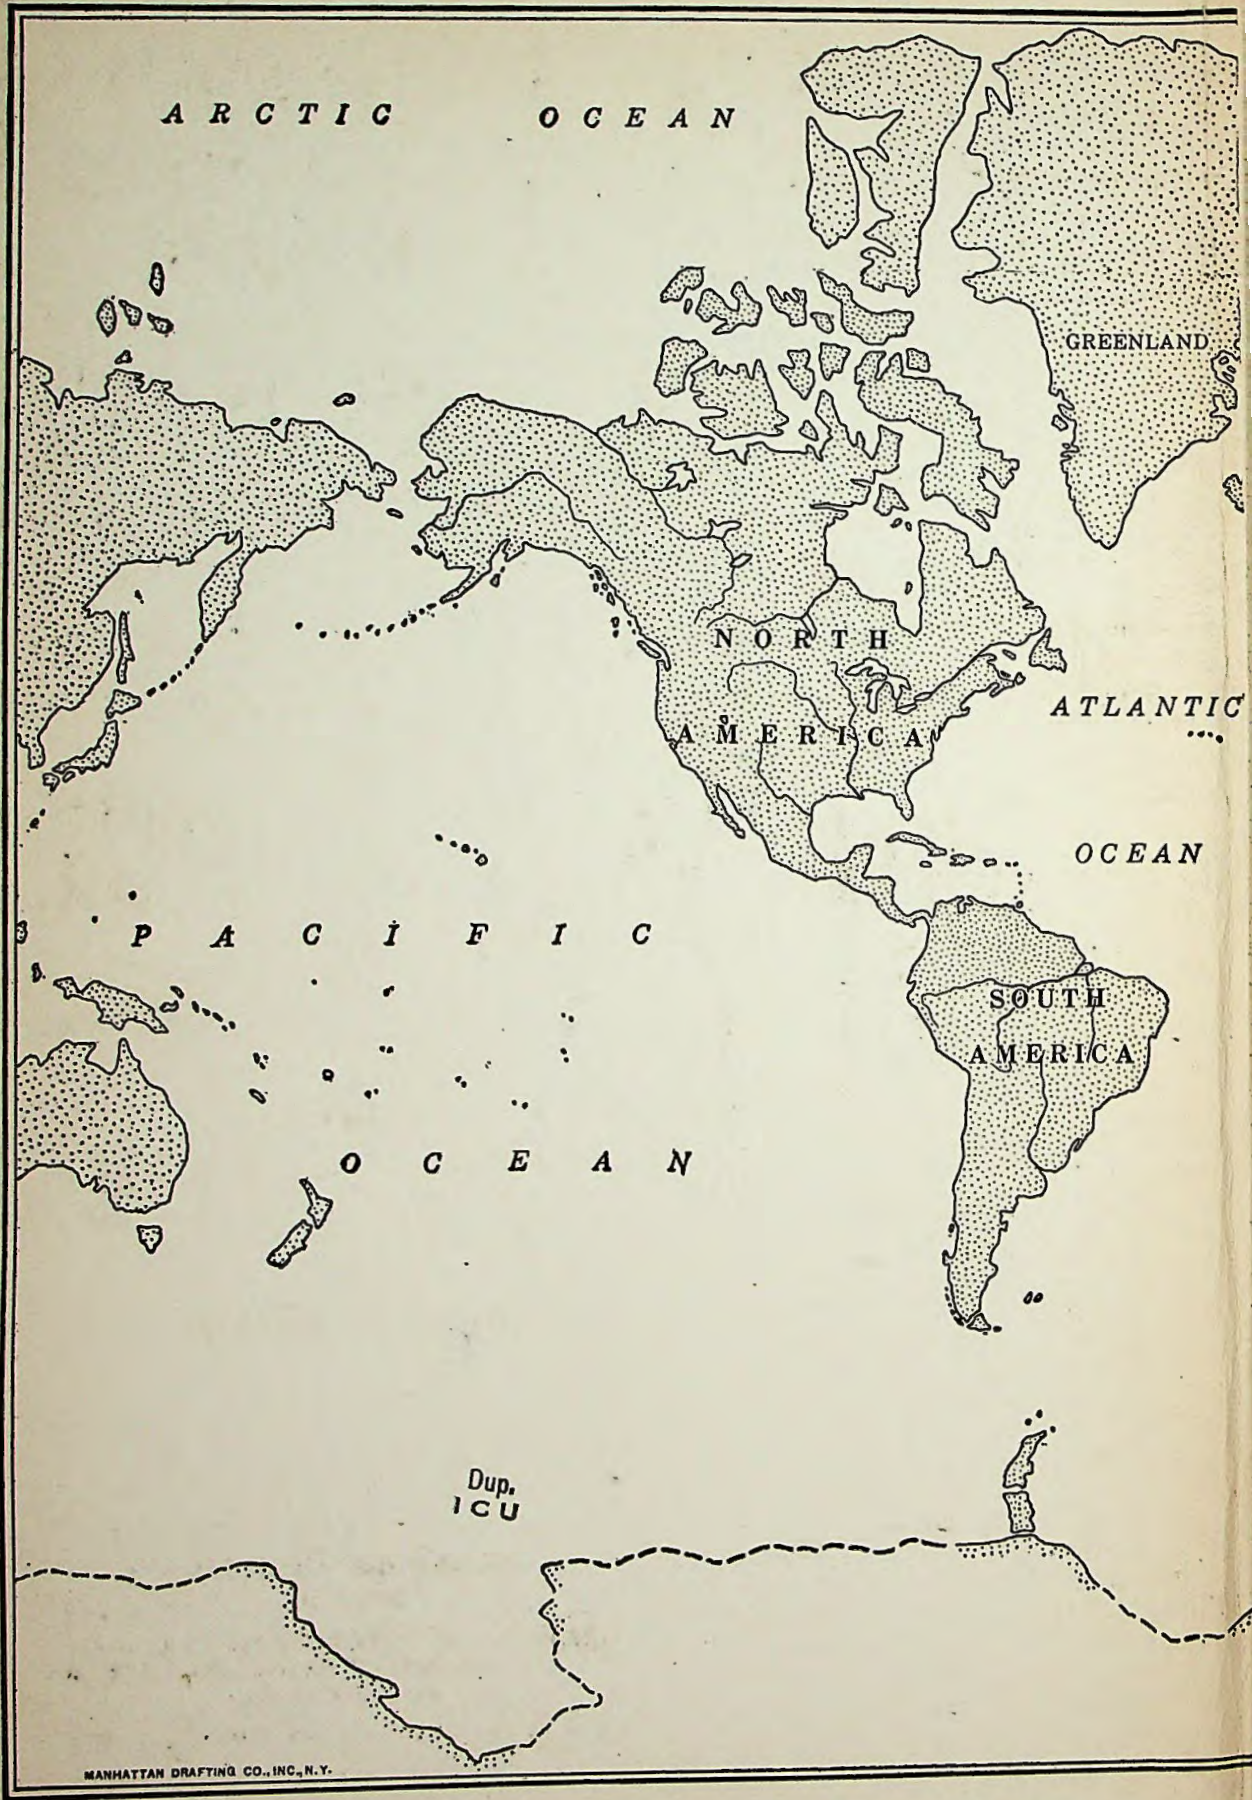 ARCTIC OCEAN
GREENLAND
NORTH
AMERICA
ATLANTIC
OCEAN
PACIFIC
OCEAN
SOUTH
AMERICA
Dup.
ICU
MANHATTAN DRAFTING CO., INC., N.Y.